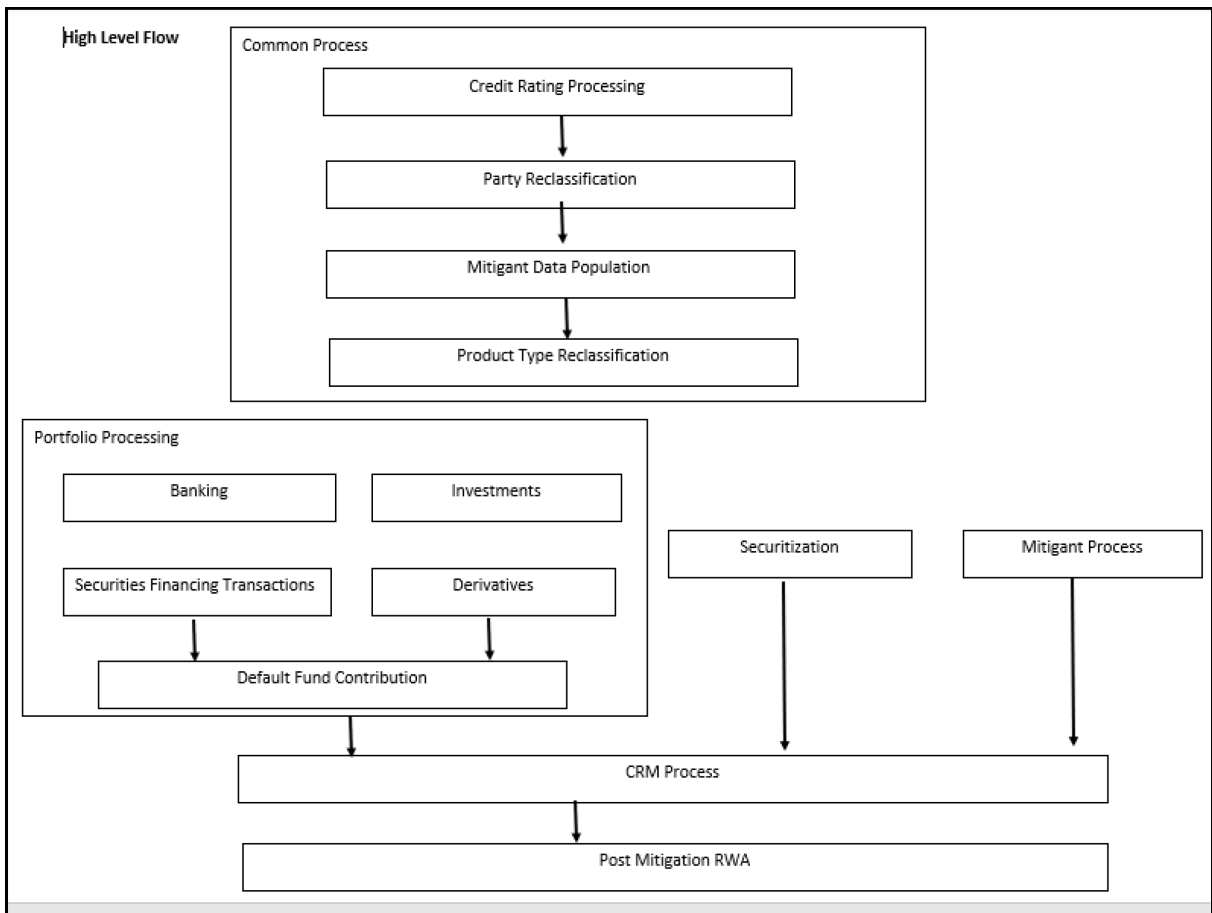 High Level Flow
Common Process
Credit Rating Processing
Party Reclassification
Mitigant Data Population
Product Type Reclassification
Portfolio Processing
Banking
Investments
Securitization
Mitigant Process
Securities Financing Transactions
Derivatives
Default Fund Contribution
CRM Process
Post Mitigation RWA